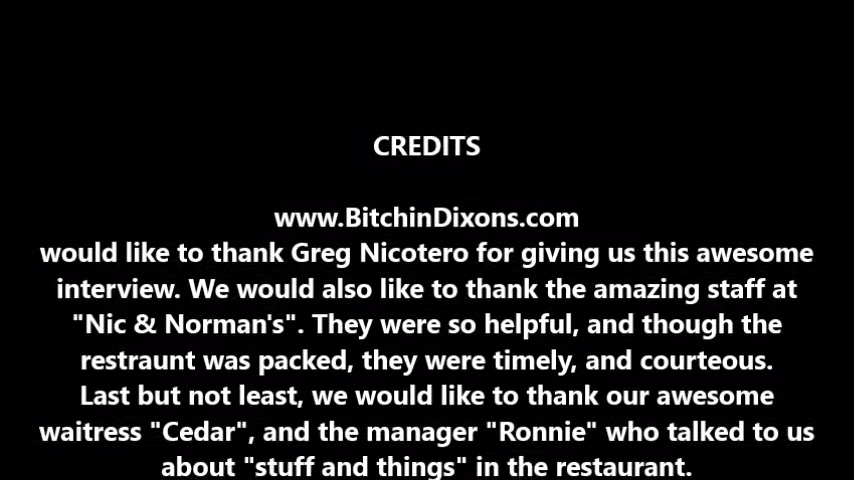 CREDITS
www.BitchinDixons.com
would like to thank Greg Nicotero for giving us this awesome
interview. We would also like to thank the amazing staff at
"Nic & Norman's". They were so helpful, and though the
restraunt was packed, they were timely, and courteous.
Last but not least, we would like to thank our awesome
waitress "Cedar", and the manager "Ronnie" who talked to us
about "stuff and things" in the restaurant.